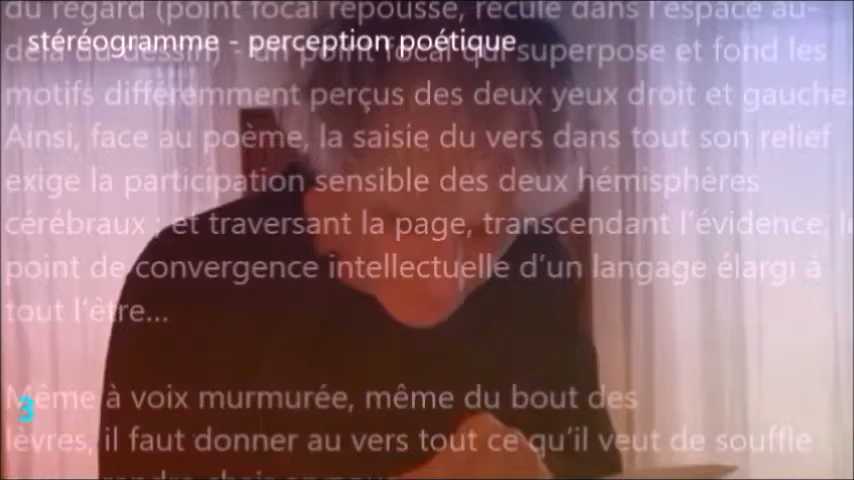 du regard (point focal repoussé, reculé dans l'espace au-
stéréogramme - perception poétique
delà du dessin) - un point focal qui superpose et fond les
motifs différemment perçus des deux yeux droit et gauche.
Ainsi, face au poème, la saisie du vers dans tout son relief
exige la participation sensible des deux hémisphères
cérébraux ; et traversant la page, transcendant l'évidence, le
point de convergence intellectuelle d'un langage élargi à
tout l'être...
Même à voix murmurée, même du bout des
3
lèvres, il faut donner au vers tout ce qu'il veut de souffle